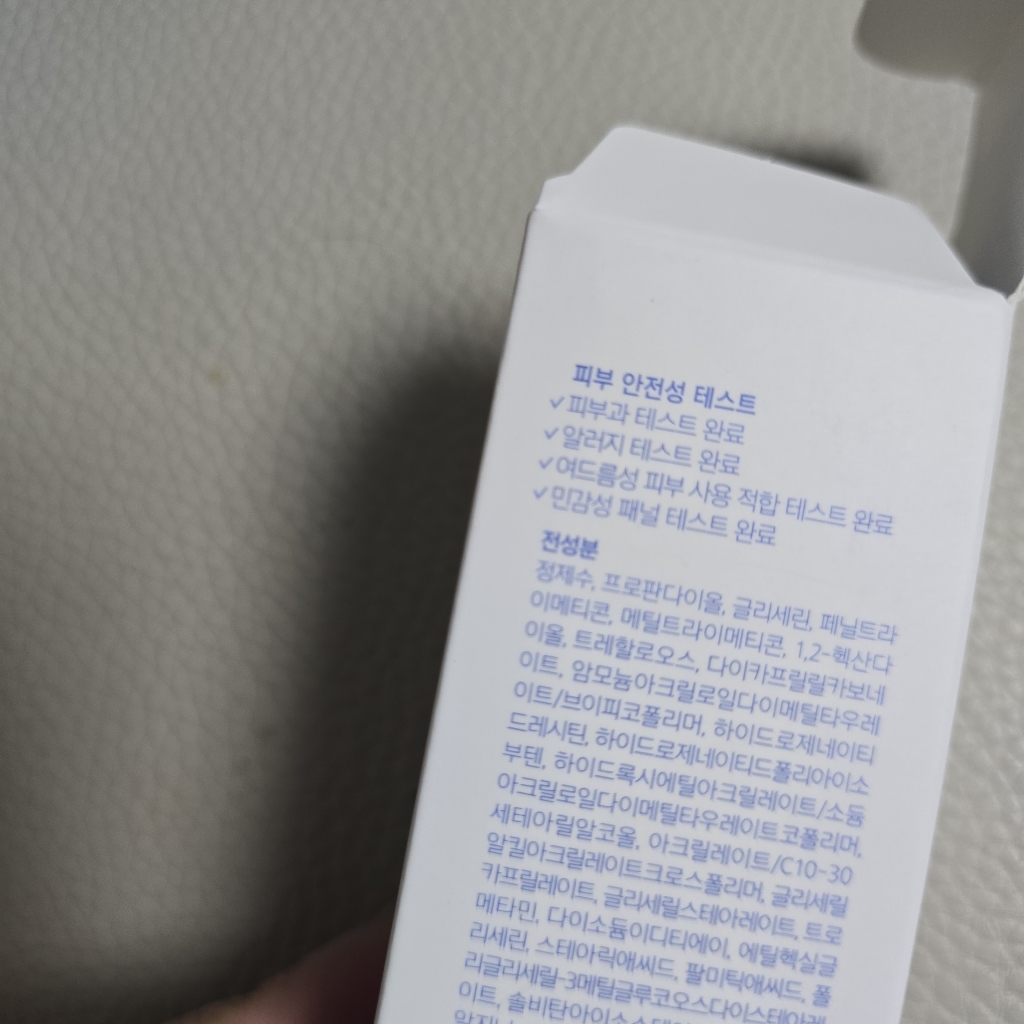 피부 안전성 테스트
✓피부과 테스트 완료
✓알러지 테스트 완료
✓여드름성 피부 사용 적합 테스트 완료
✓민감성 패널 테스트 완료
전성분
정제수, 프로판다이올, 글리세린, 페닐트라
이메티콘, 메틸트라이메티콘, 1,2-헥산다
이올, 트레할로오스, 다이카프릴릴카보네
이트, 암모늄아크릴로일다이메틸타우레
이트/브이피코폴리머, 하이드로제네이티
드레시틴, 하이드로제네이티드폴리아이소
부텐, 하이드록시에틸아크릴레이트/소듐
아크릴로일다이메틸타우레이트코폴리머,
세테아릴알코올, 아크릴레이트/C10-30
알킬아크릴레이트크로스폴리머, 글리세릴
카프릴레이트, 글리세릴스테아레이트, 트로
메타민, 다이소듐이디티에이, 에틸헥실글
리세린, 스테아릭애씨드, 팔미틱애씨드, 폴
리글리세릴-3메틸글루코오스다이스테아레
이트,